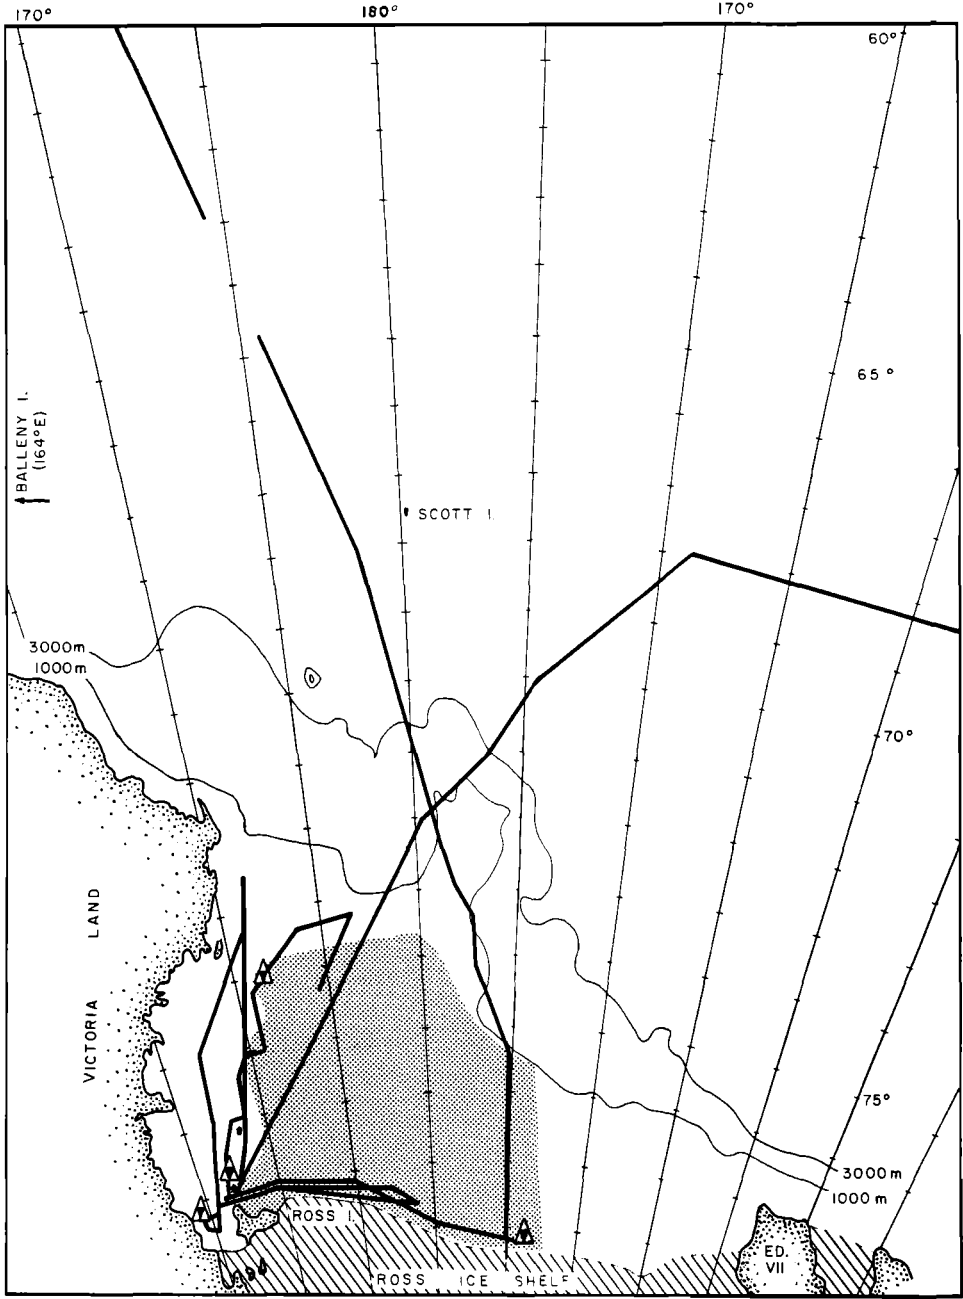 170° 180° 170°
60°
65°
BALLENY I.
(164°E)
SCOTT I.
3000m
1000m
70°
VICTORIA LAND
75°
3000m
1000m
ROSS I.
ED.
VII
ROSS ICE SHELF